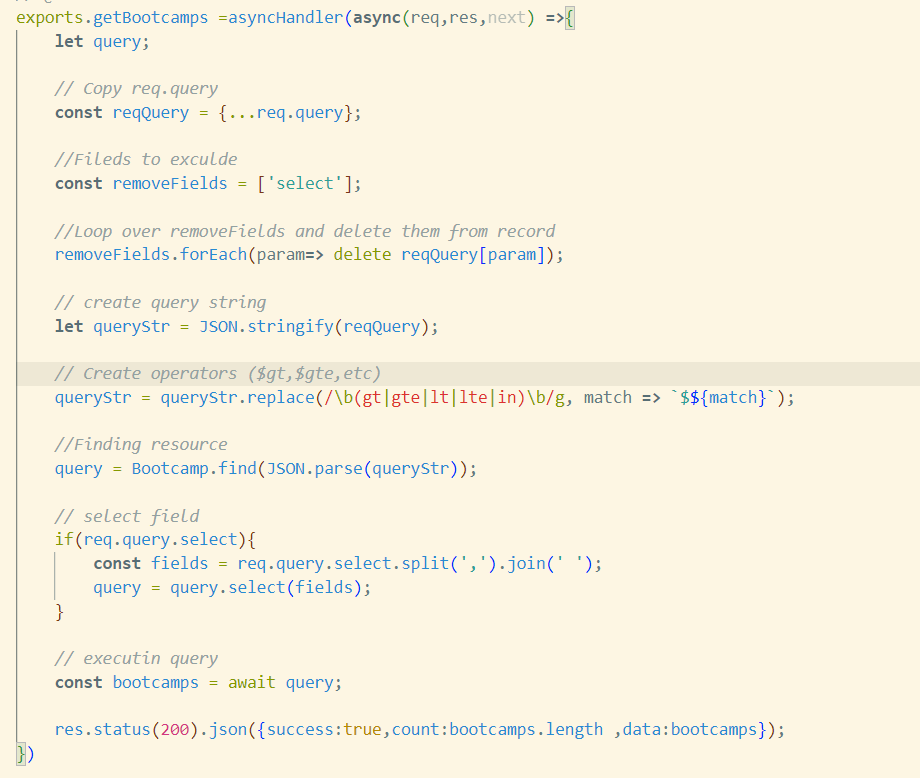 exports.getBootcamps =asyncHandler(async(req,res,next) =>{
    let query;

    // Copy req.query
    const reqQuery = {...req.query};

    //Fileds to exculde
    const removeFields = ['select'];

    //Loop over removeFields and delete them from record
    removeFields.forEach(param=> delete reqQuery[param]);

    // create query string
    let queryStr = JSON.stringify(reqQuery);

    // Create operators ($gt,$gte,etc)
    queryStr = queryStr.replace(/\b(gt|gte|lt|lte|in)\b/g, match => `$${match}`);

    //Finding resource
    query = Bootcamp.find(JSON.parse(queryStr));

    // select field
    if(req.query.select){
        const fields = req.query.select.split(',').join(' ');
        query = query.select(fields);
    }

    // executin query
    const bootcamps = await query;

    res.status(200).json({success:true,count:bootcamps.length ,data:bootcamps});
})